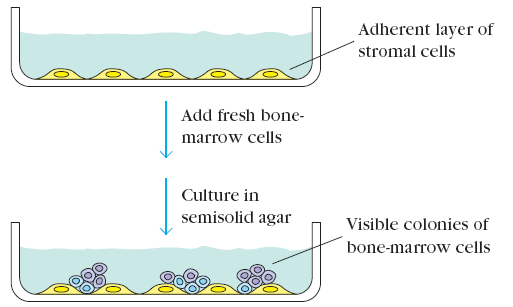 Adherent layer of
stromal cells
Add fresh bone-
marrow cells
Culture in
semisolid agar
Visible colonies of
bone-marrow cells